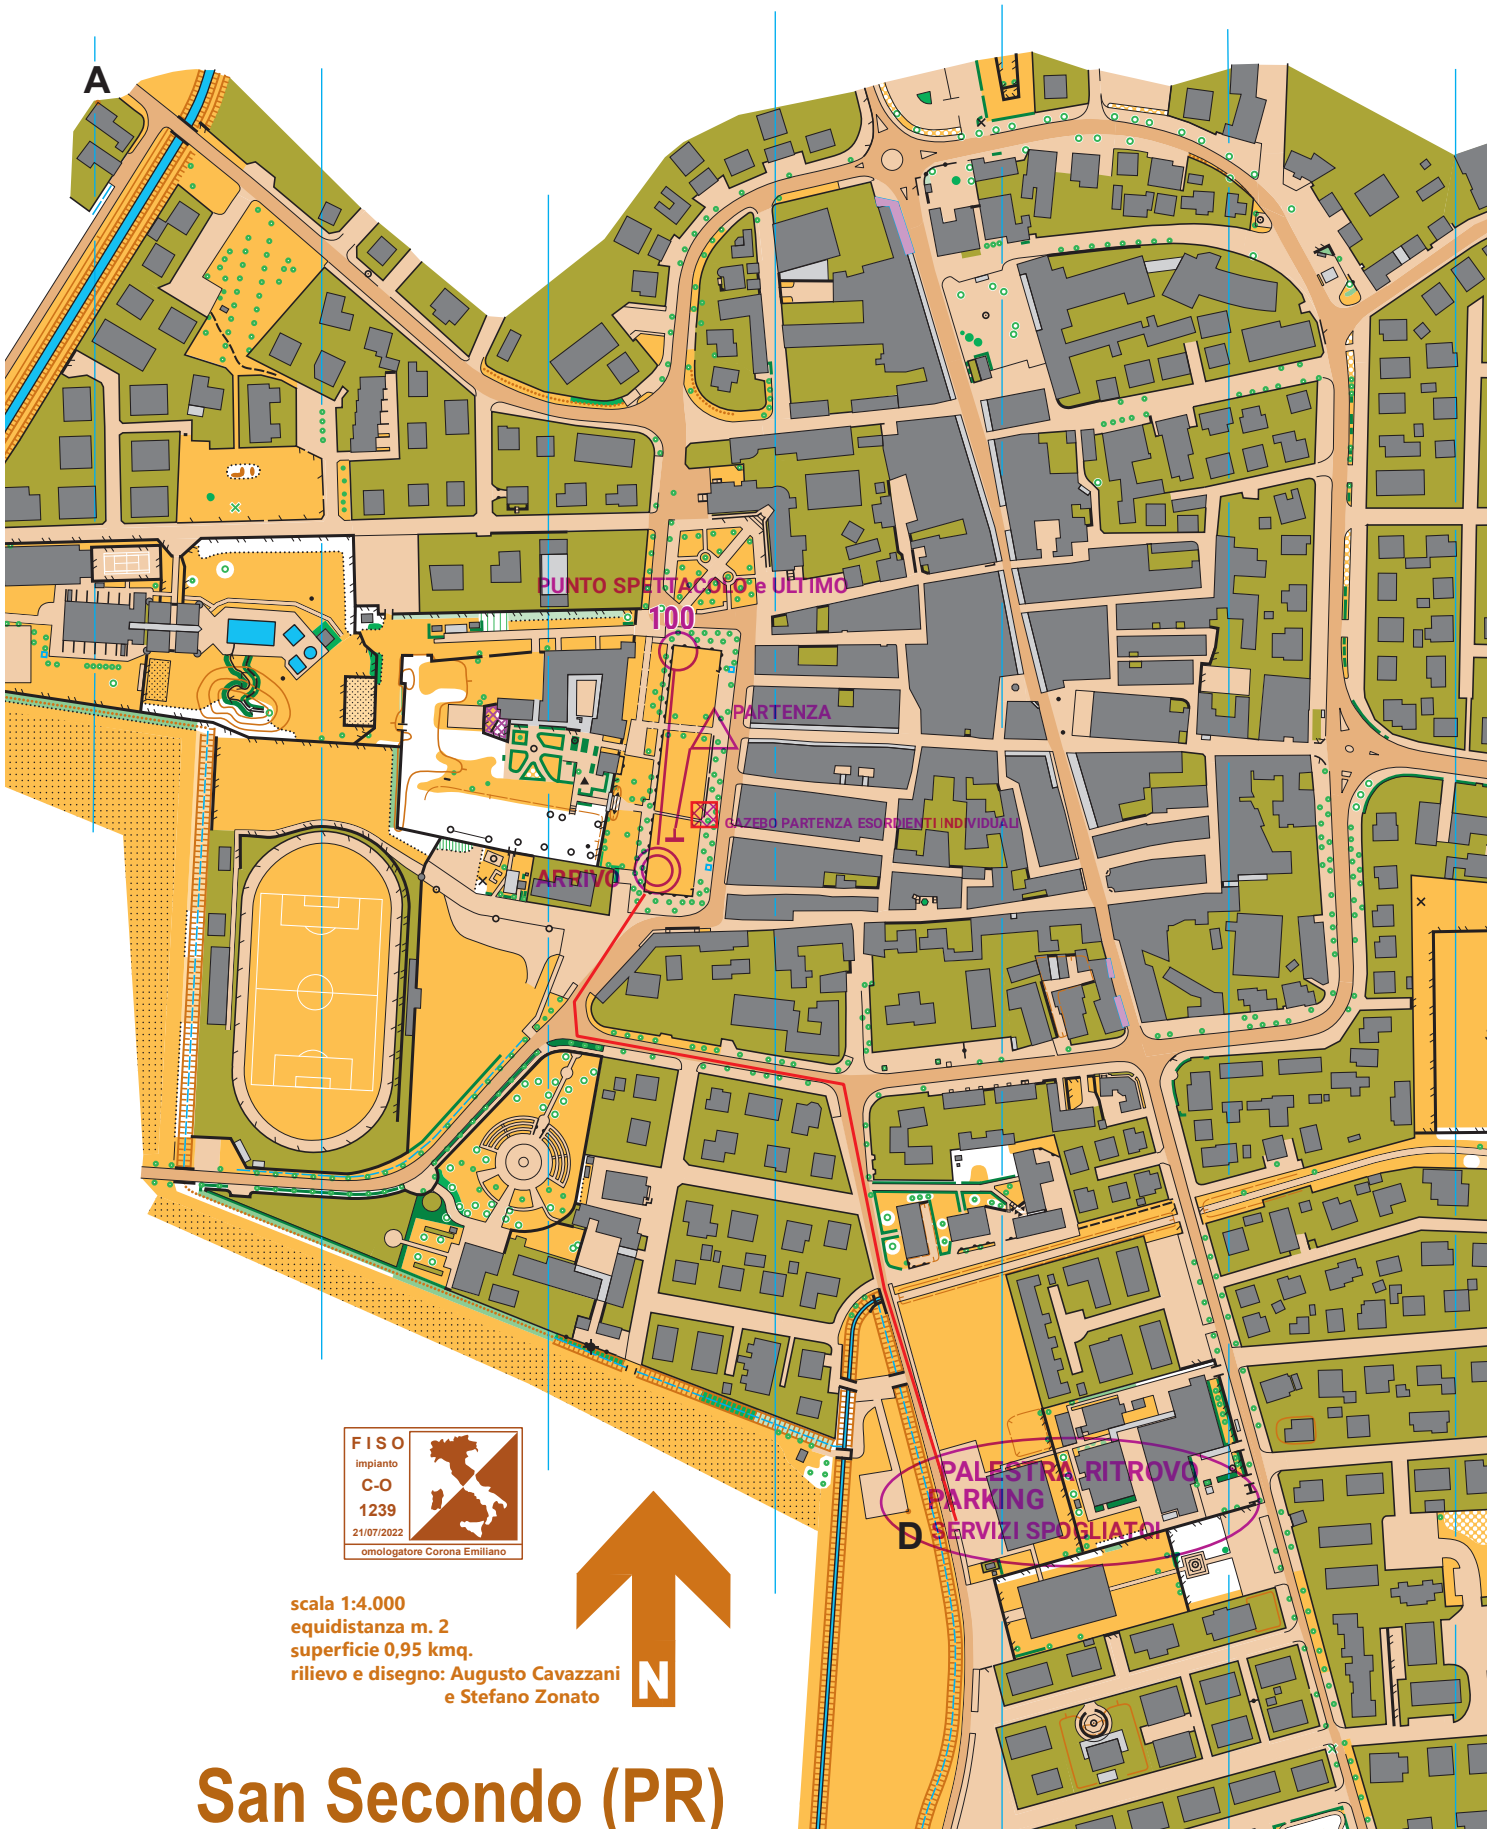 A
PUNTO SPETTACOLO e ULTIMO
100
PARTENZA
GAZEBO PARTENZA ESORDIENTI INDIVIDUALI
ARRIVO
PALESTRA RITROVO
PARKING
D SERVIZI SPOGLIATOI
FISO
impianto
C-O
1239
21/07/2022
omologatore Corona Emiliano
scala 1:4.000
equidistanza m. 2
superficie 0,95 kmq.
rilievo e disegno: Augusto Cavazzani
e Stefano Zonato
N
San Secondo (PR)